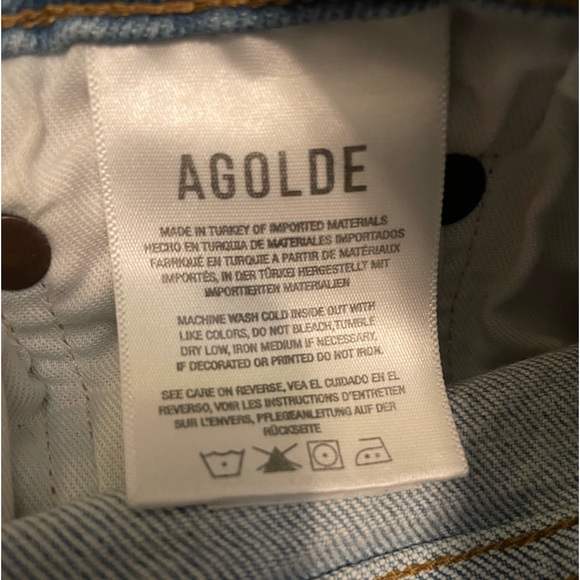 AGOLDE
MADE IN TURKEY OF IMPORTED MATERIALS
HECHO EN TURQUIA DE MATERIALES IMPORTADOS
FABRIQUÉ EN TURQUIE A PARTIR DE MATÉRIAUX
IMPORTÉS, IN DER TÜRKEI HERGESTELLT MIT
IMPORTIERTEN MATERIALIEN
MACHINE WASH COLD INSIDE OUT WITH
LIKE COLORS, DO NOT BLEACH,TUMBLE
DRY LOW, IRON MEDIUM IF NECESSARY.
IF DECORATED OR PRINTED DO NOT IRON.
SEE CARE ON REVERSE, VEA EL CUIDADO EN EL
REVERSO, VOIR LES INSTRUCTIONS D'ENTRETIEN
SUR L'ENVERS, PFLEGEANLEITUNG AUF DER
RÜCKSEITE